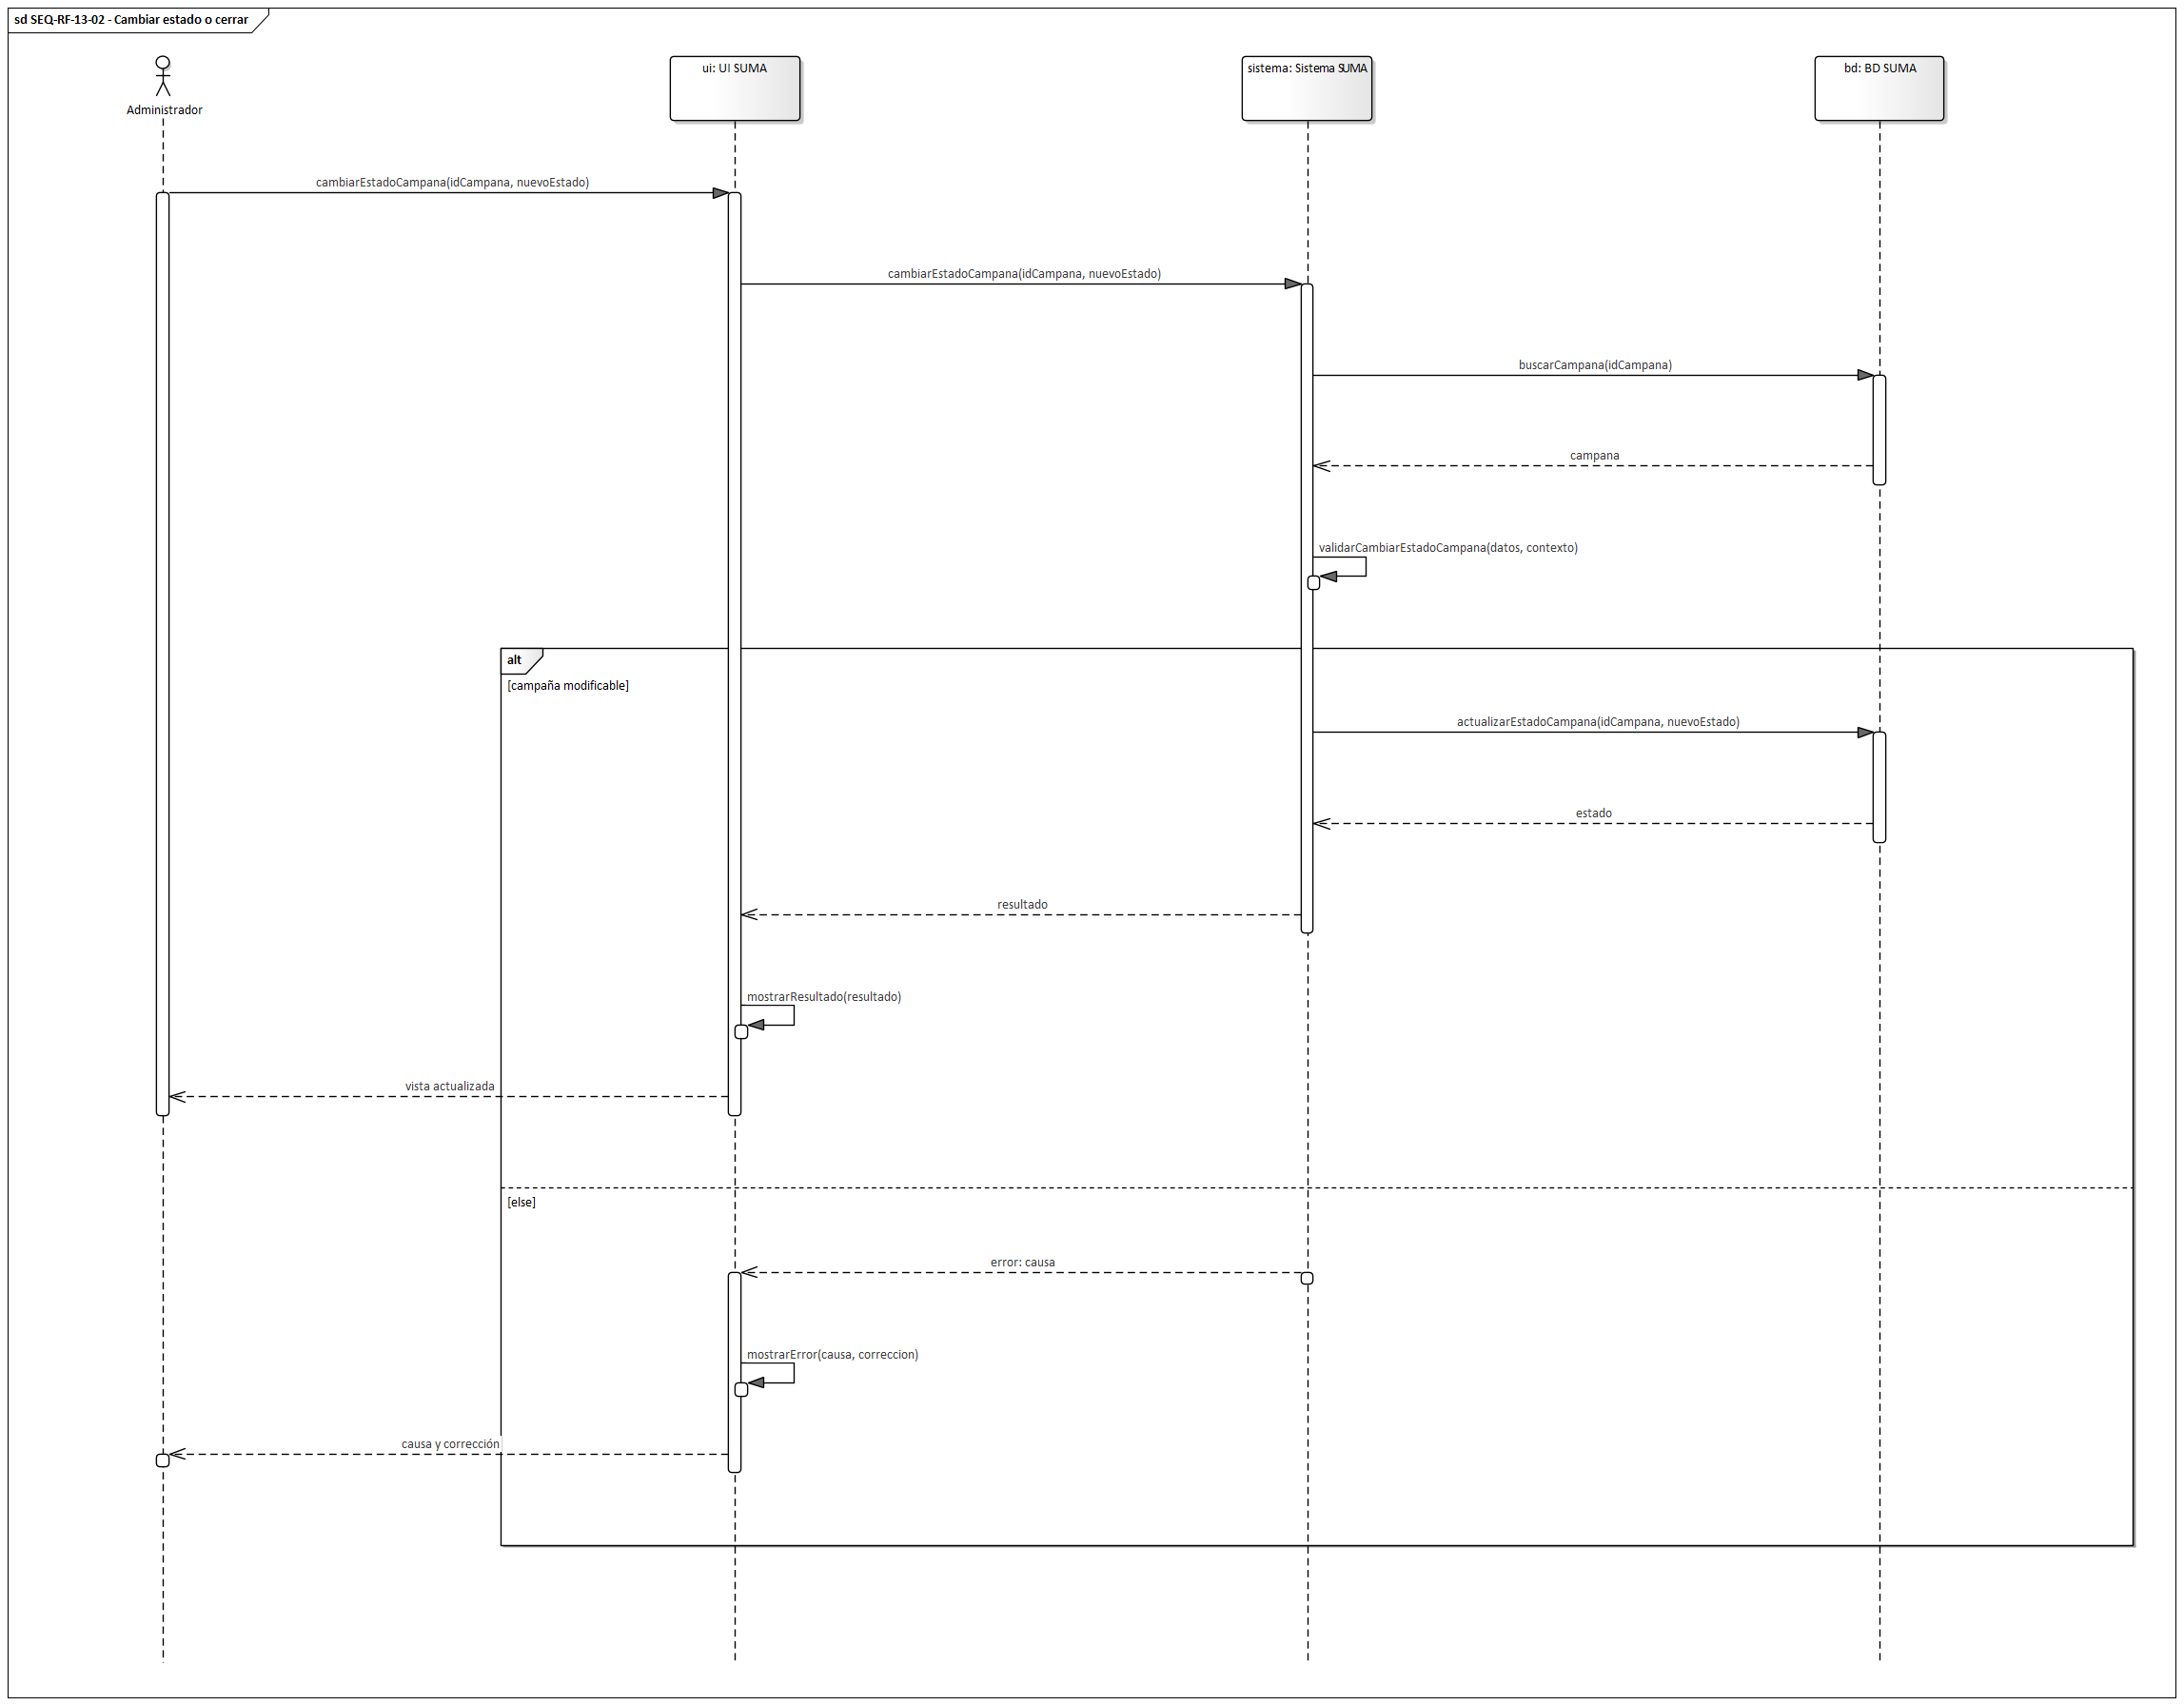 sd SEQ-RF-13-02 - Cambiar estado o cerrar
Administrador
ui: UI SUMA
sistema: Sistema SUMA
bd: BD SUMA
cambiarEstadoCampana(idCampana, nuevoEstado)
cambiarEstadoCampana(idCampana, nuevoEstado)
buscarCampana(idCampana)
campana
validarCambiarEstadoCampana(datos, contexto)
alt
[campaña modificable]
actualizarEstadoCampana(idCampana, nuevoEstado)
estado
resultado
mostrarResultado(resultado)
vista actualizada
[else]
error: causa
mostrarError(causa, correccion)
causa y corrección